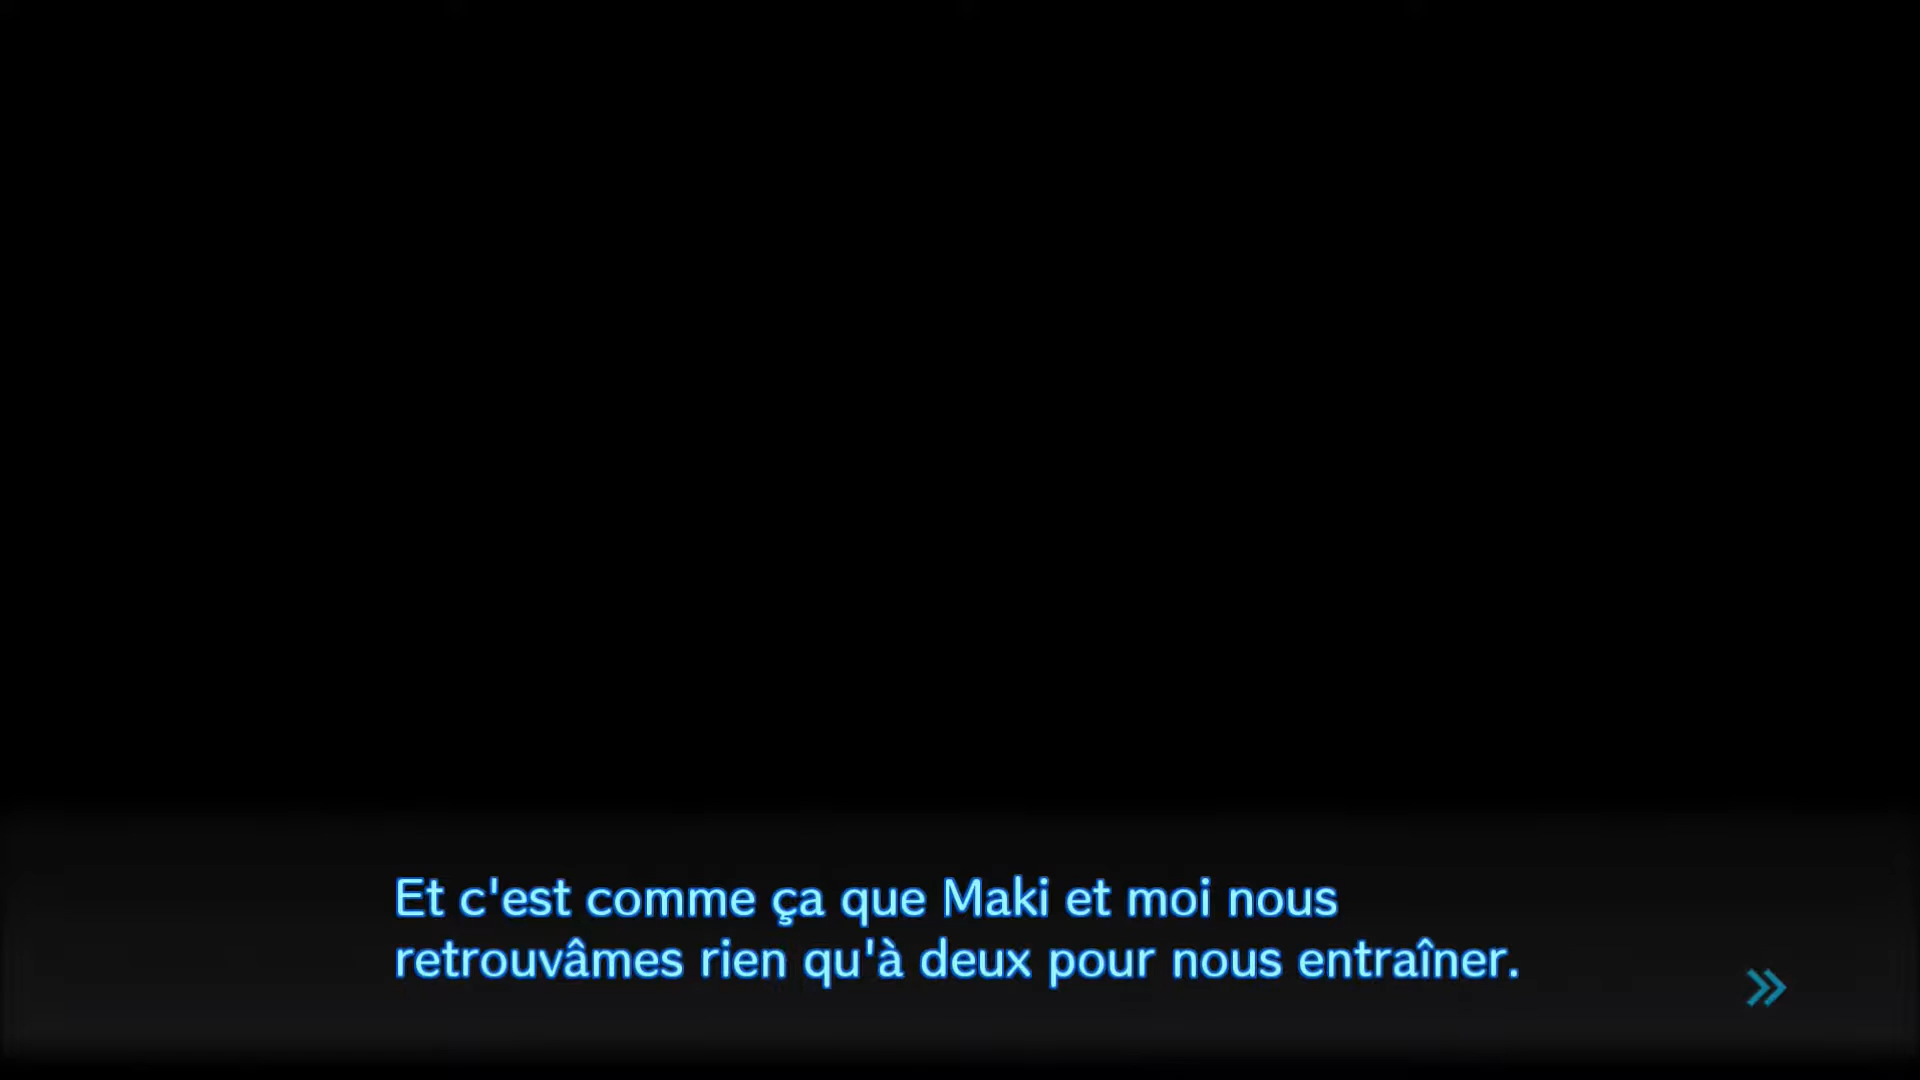 Et c'est comme ça que Maki et moi nous
retrouvâmes rien qu'à deux pour nous entraîner.